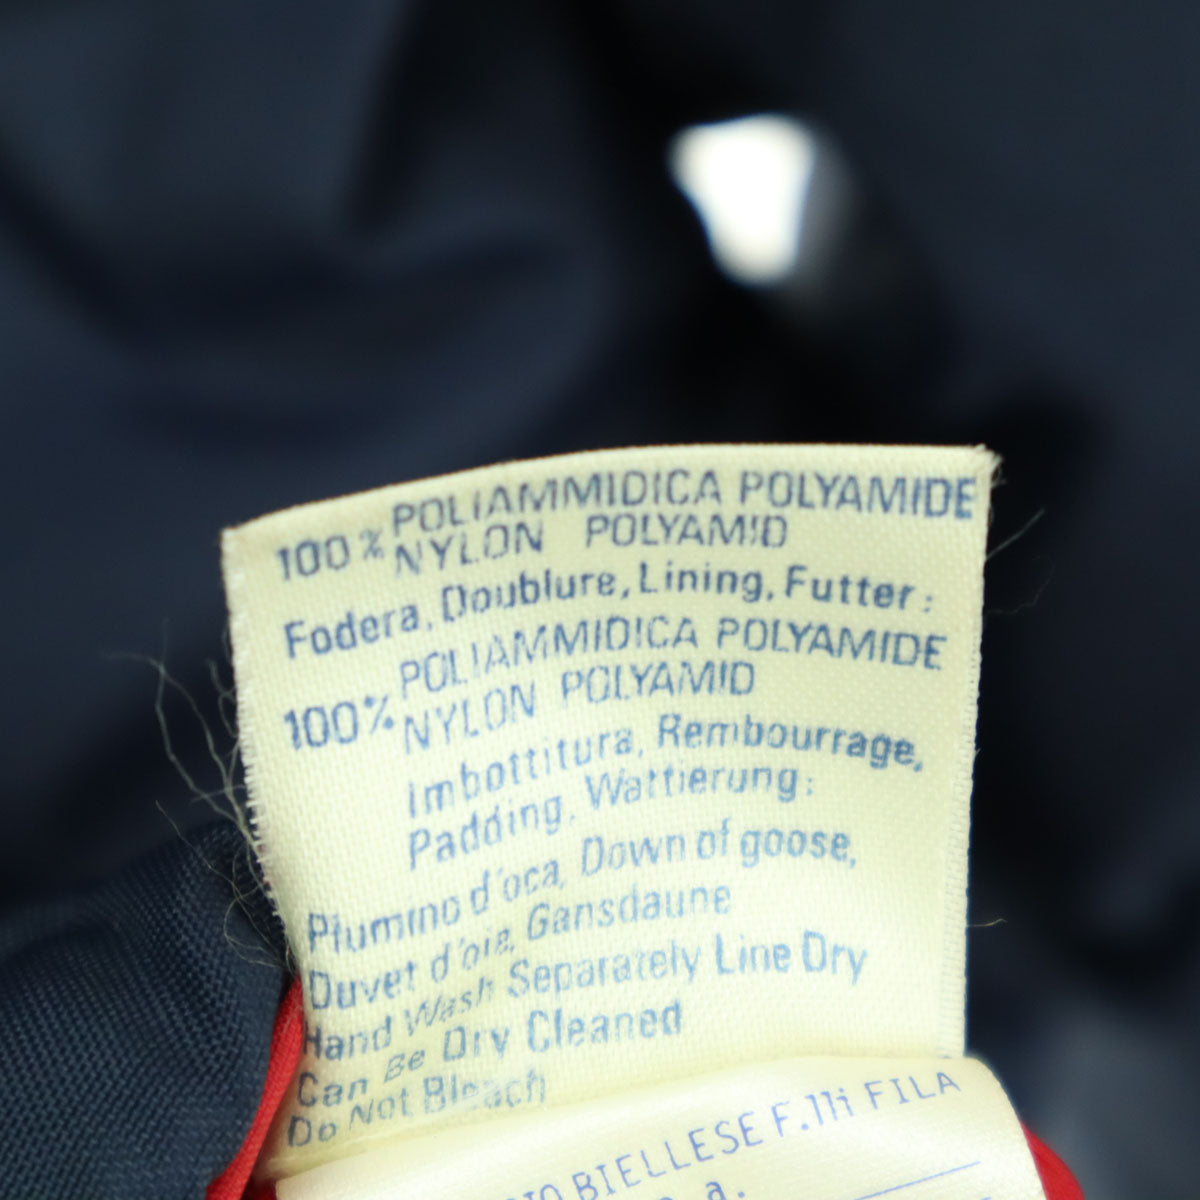 100% POLIAMMIDICA POLYAMIDE
NYLON POLYAMID
Fodera, Doublure, Lining, Futter:
100% POLIAMMIDICA POLYAMIDE
NYLON POLYAMID
Imbottitura, Rembourrage,
Padding, Wattierung:
Piumino d'oca, Down of goose,
Duvet d'oie, Gansdaune
Hand Wash Separately Line Dry
Can Be Dry Cleaned
Do Not Bleach
BIELLESE F.lli FILA
p.a.